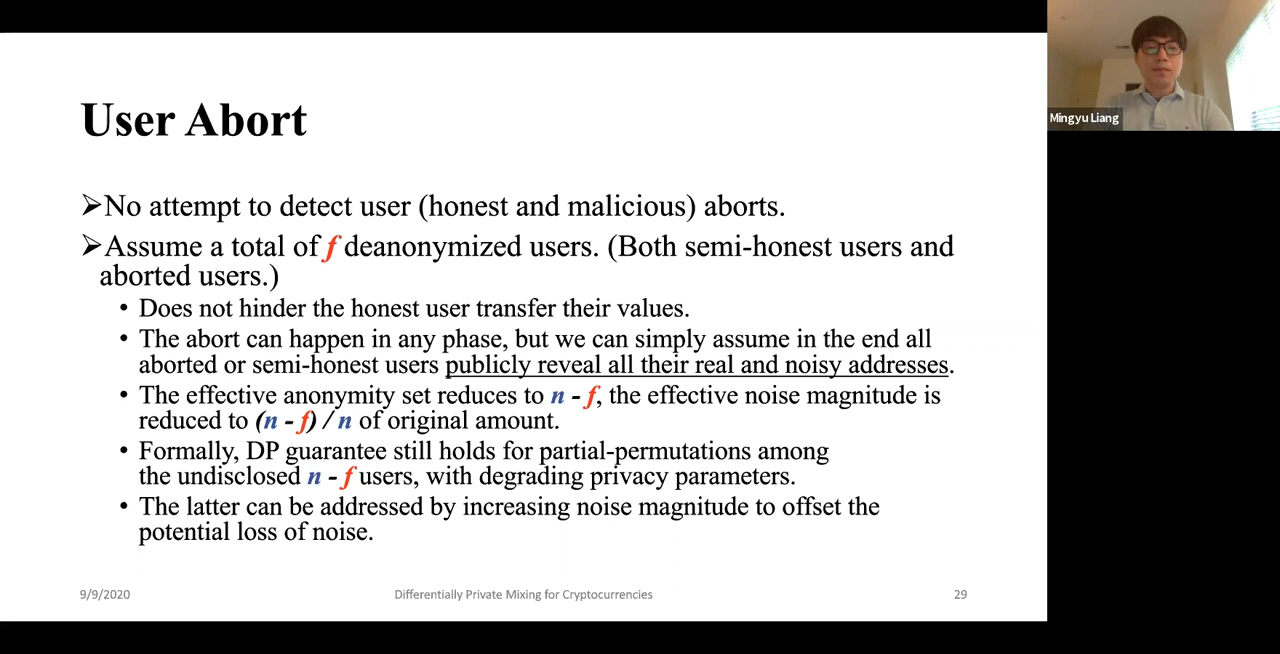 User Abort
➢No attempt to detect user (honest and malicious) aborts.
➢Assume a total of f deanonymized users. (Both semi-honest users and
aborted users.)
• Does not hinder the honest user transfer their values.
• The abort can happen in any phase, but we can simply assume in the end all
aborted or semi-honest users publicly reveal all their real and noisy addresses.
• The effective anonymity set reduces to n - f, the effective noise magnitude is
reduced to (n - f) / n of original amount.
• Formally, DP guarantee still holds for partial-permutations among
the undisclosed n - f users, with degrading privacy parameters.
• The latter can be addressed by increasing noise magnitude to offset the
potential loss of noise.
9/9/2020
Differentially Private Mixing for Cryptocurrencies
29
Mingyu Liang